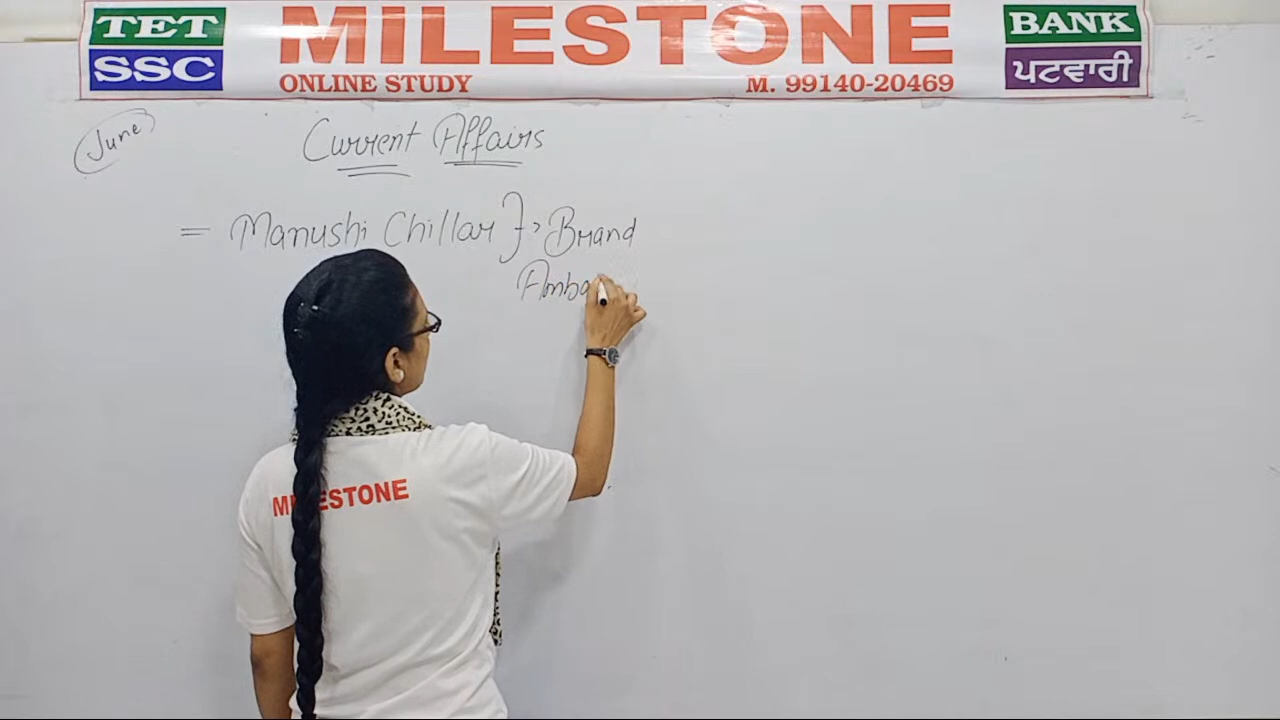 TET
SSC
MILESTONE
ONLINE STUDY
M. 99140-20469
BANK
ਪਟਵਾਰੀ
June
Current Affairs
= Manushi Chillar } > Brand
Amba
MILESTONE